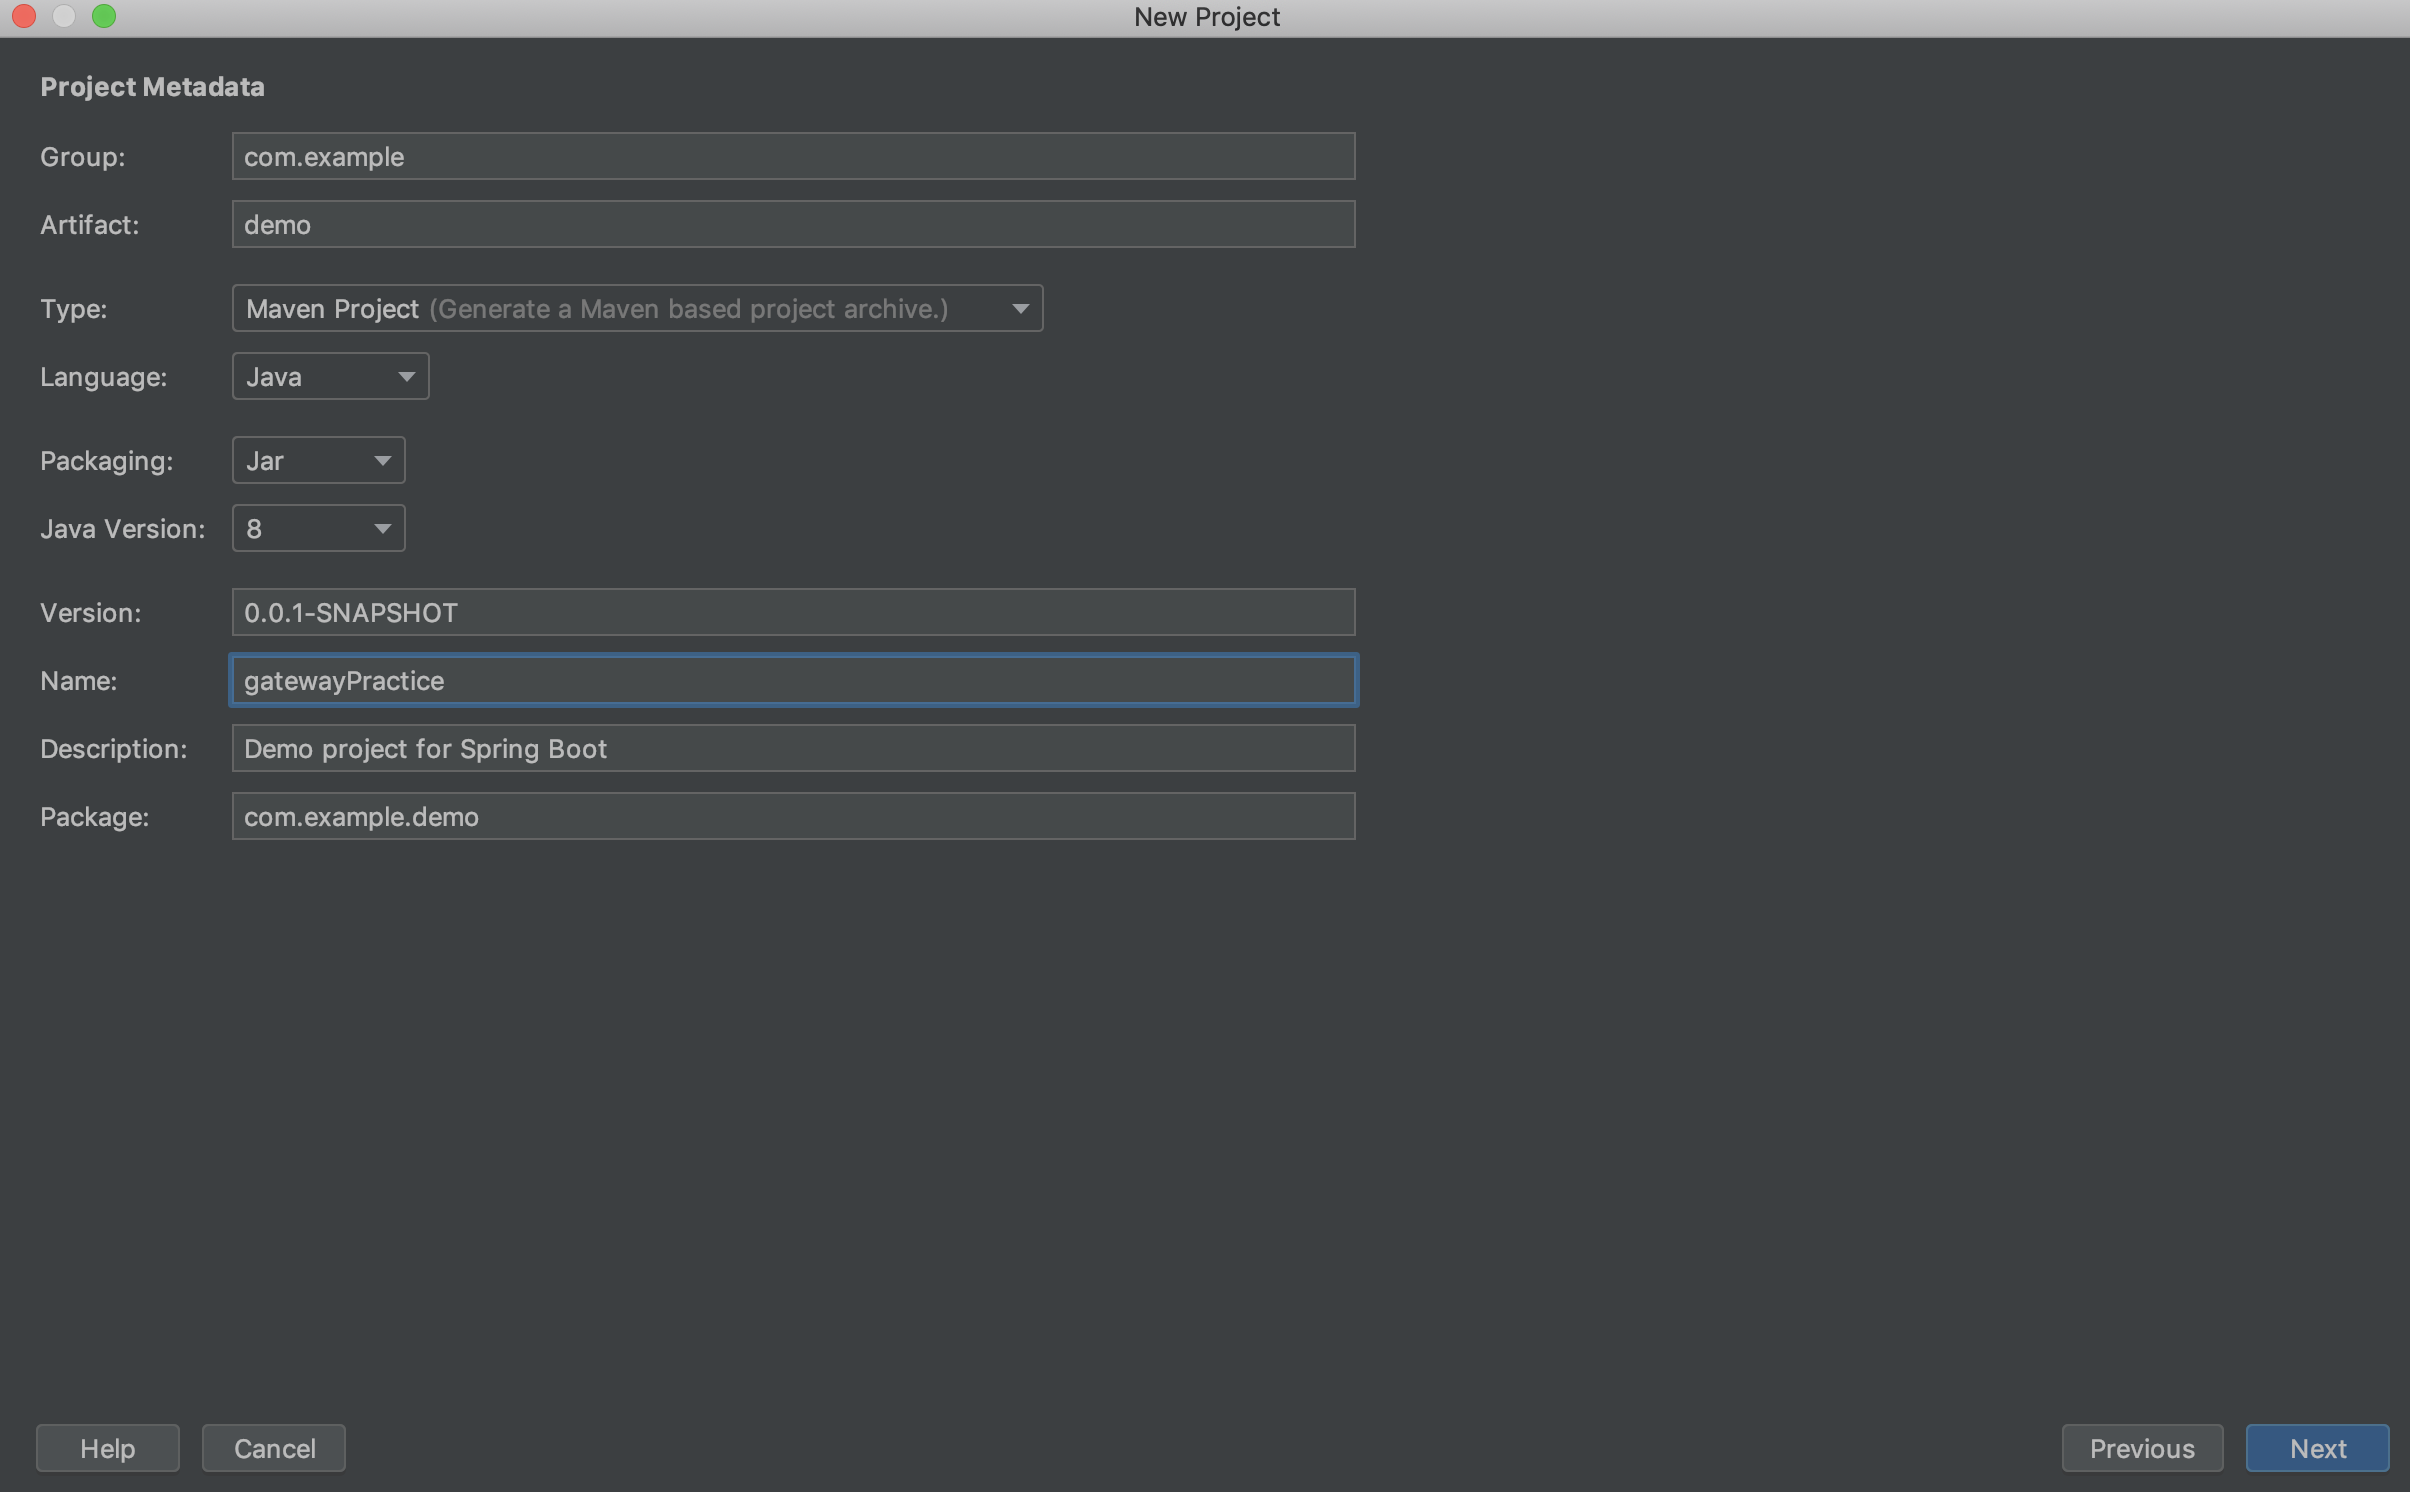 New Project
Project Metadata
Group: com.example
Artifact: demo
Type: Maven Project (Generate a Maven based project archive.)
Language: Java
Packaging: Jar
Java Version: 8
Version: 0.0.1-SNAPSHOT
Name: gatewayPractice
Description: Demo project for Spring Boot
Package: com.example.demo
Help Cancel Previous Next